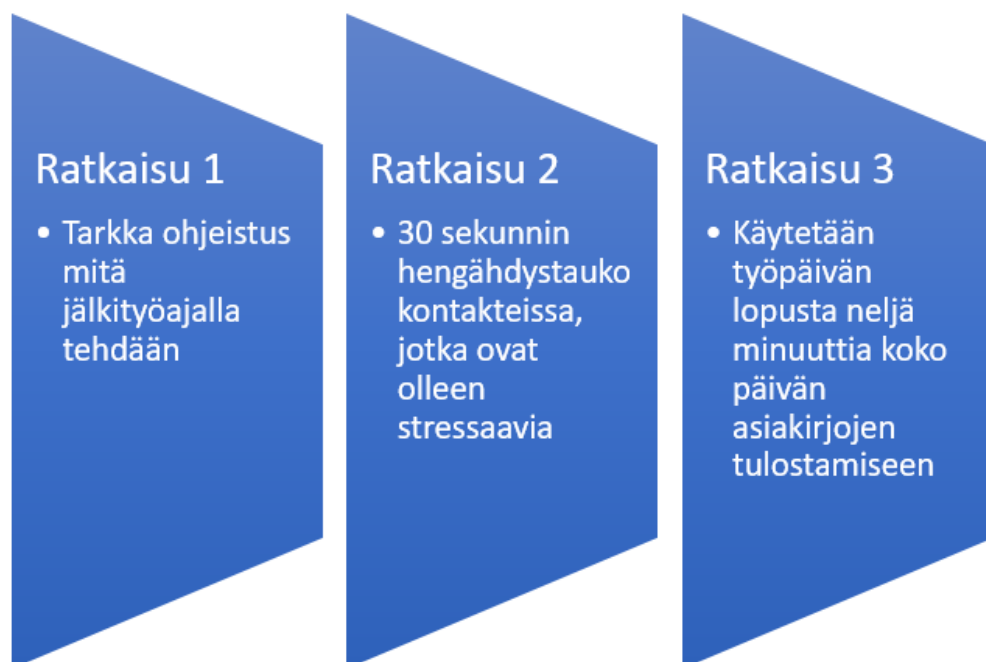 Ratkaisu 1
• Tarkka ohjeistus
mitä
jälkityöajalla
tehdään
Ratkaisu 2
• 30 sekunnin
hengähdystauko
kontakteissa,
jotka ovat
olleen
stressaavia
Ratkaisu 3
• Käytetään
työpäivän
lopusta neljä
minuuttia koko
päivän
asiakirjojen
tulostamiseen